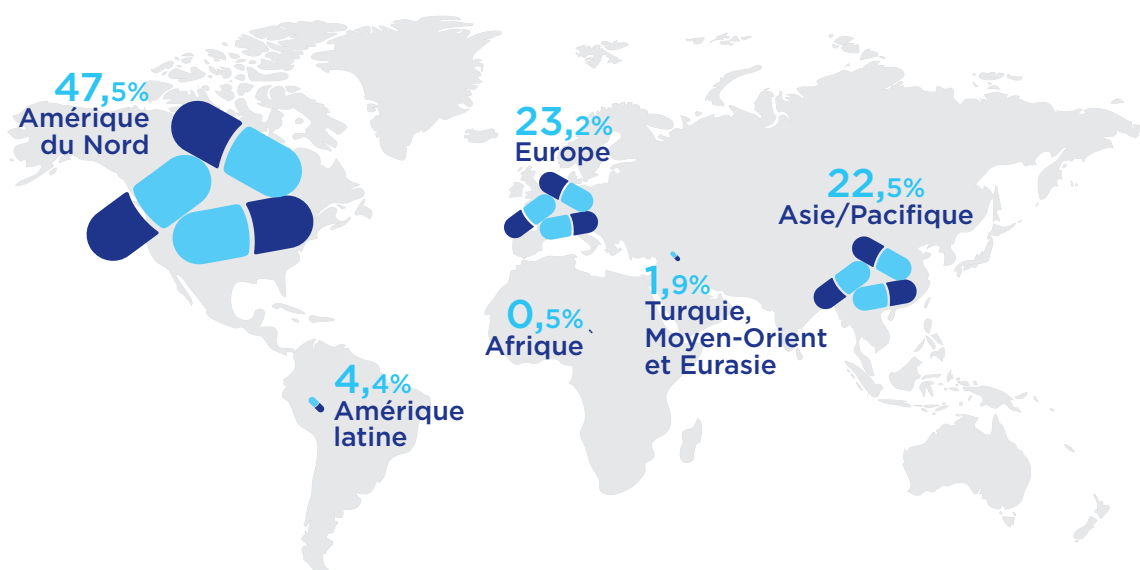 47,5%
Amérique
du Nord
23,2%
Europe
22,5%
Asie/Pacifique
1,9%
Turquie,
Moyen-Orient
et Eurasie
0,5%
Afrique
4,4%
Amérique
latine